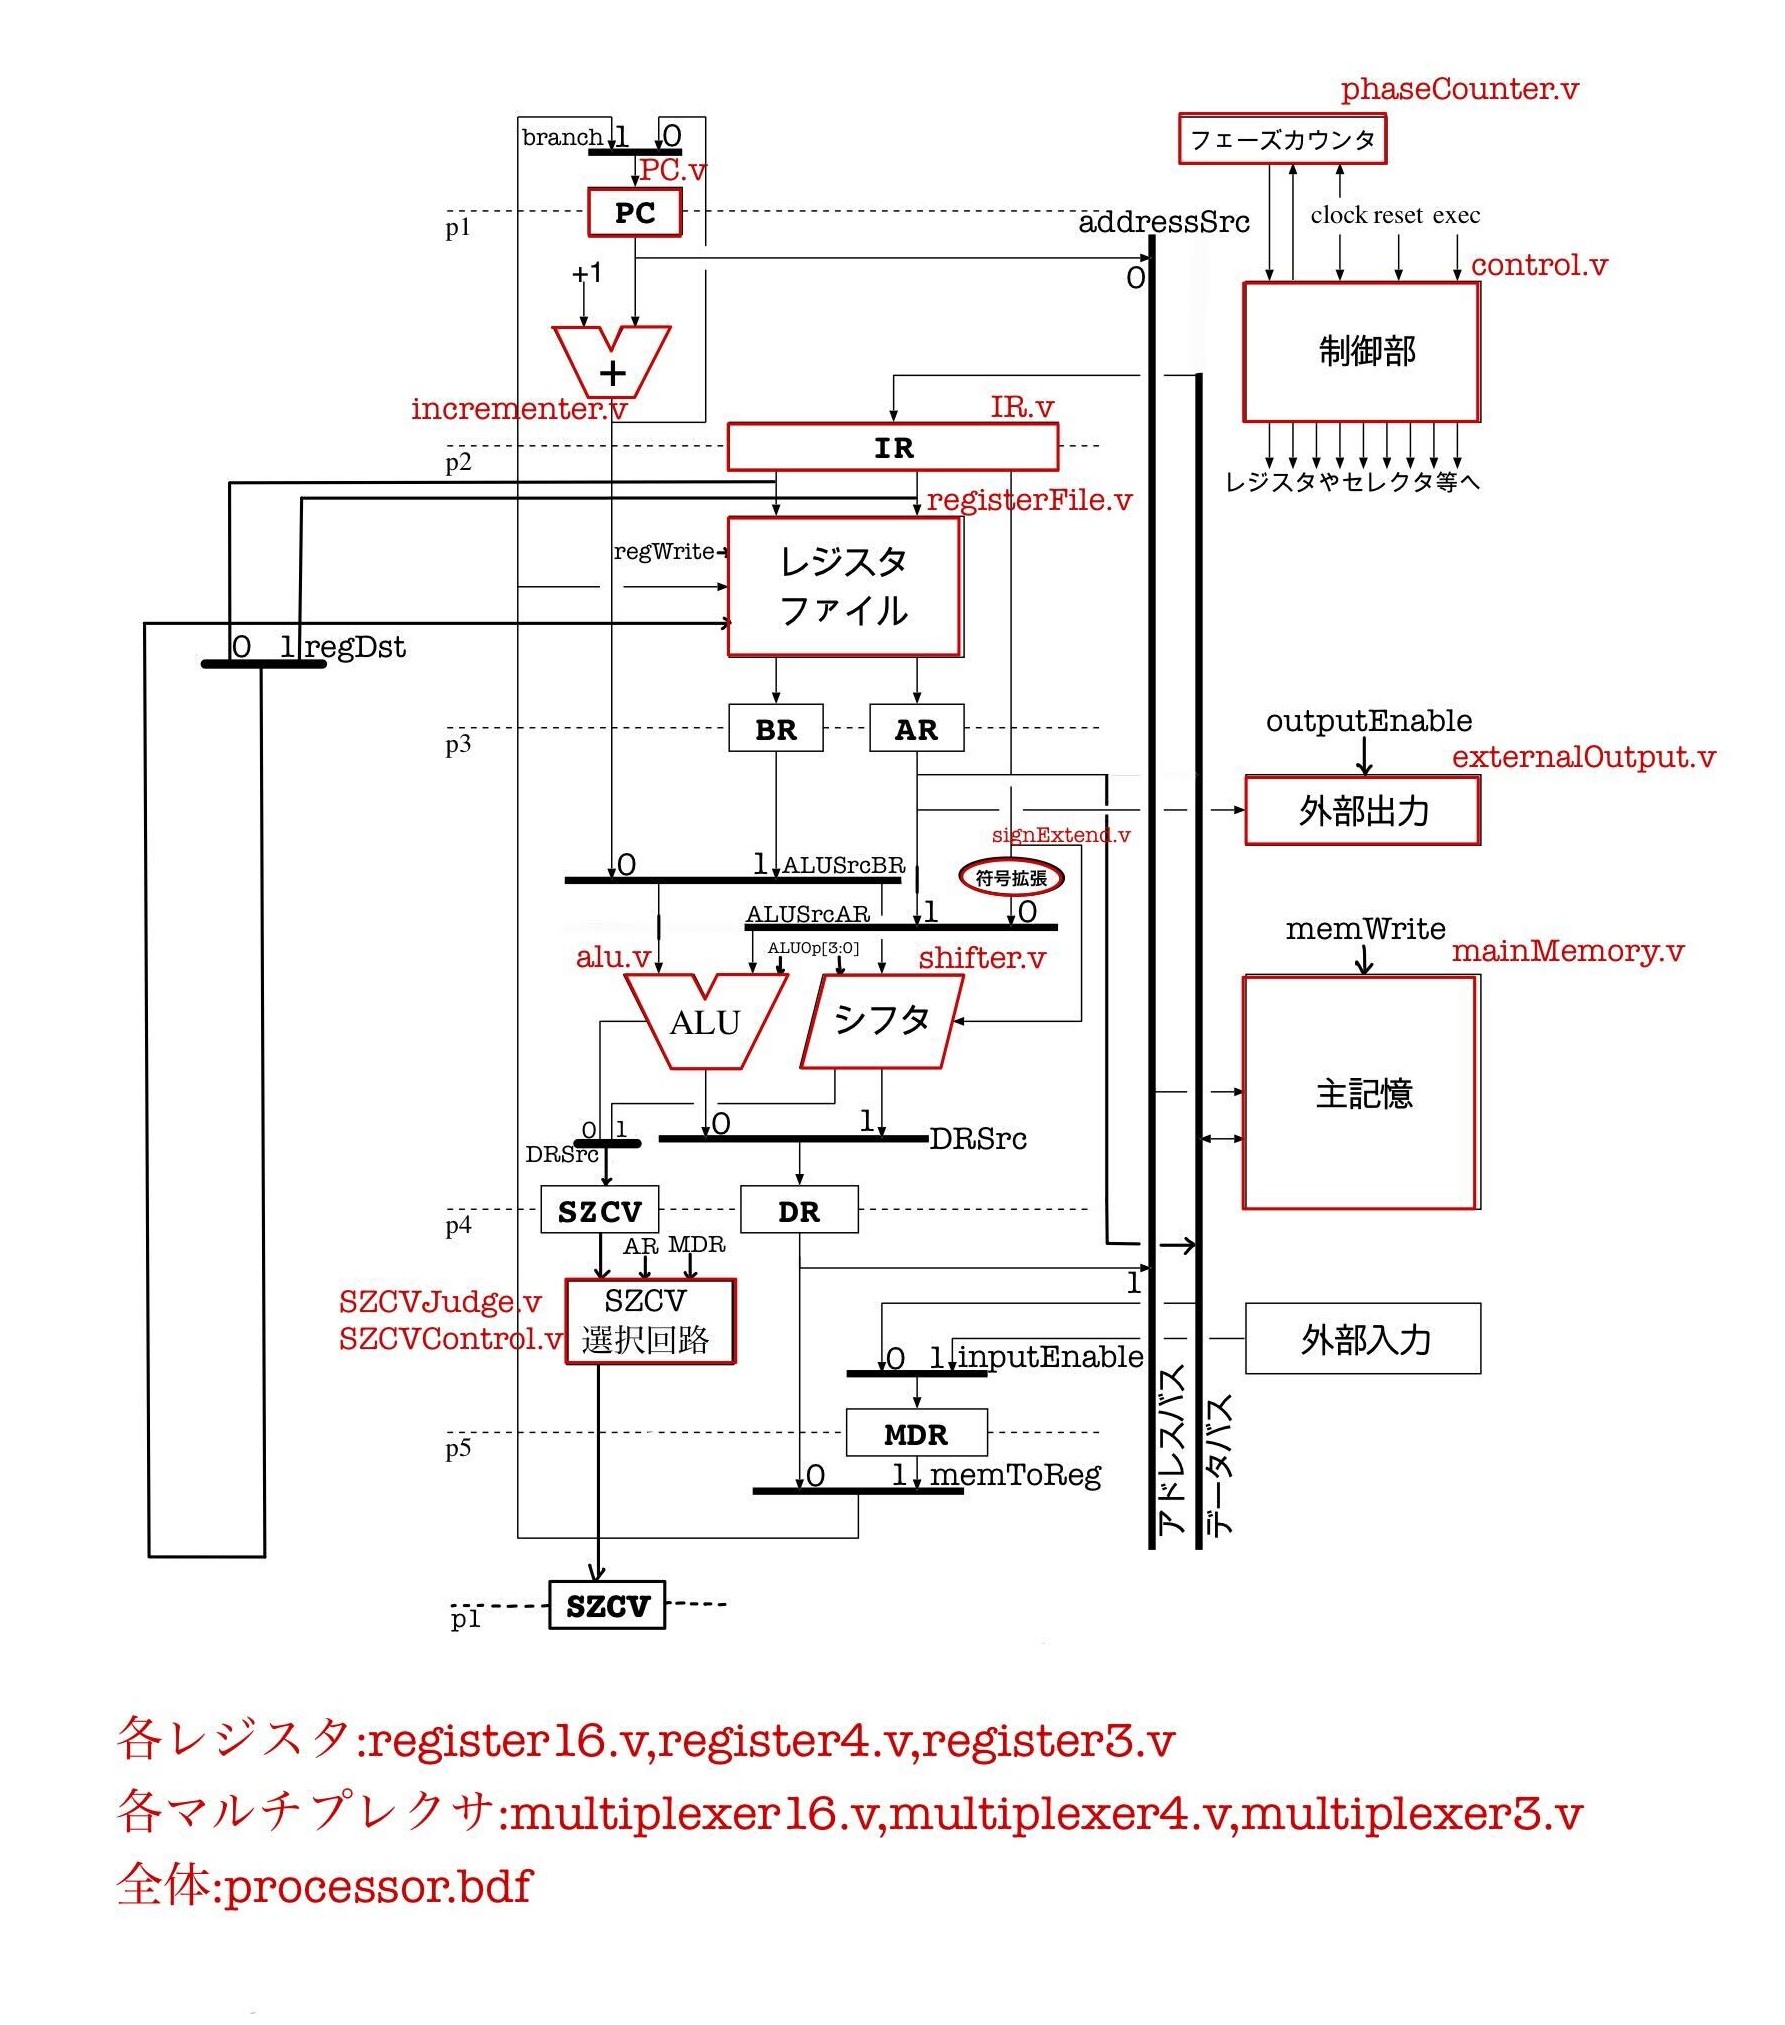 phaseCounter.v
フェーズカウンタ
branch 1 0
PC.v
PC
p1
addressSrc
clock reset exec
control.v
+1
0
制御部
+
incrementer.v
IR.v
IR
p2
レジスタやセレクタ等へ
registerFile.v
regWrite
レジスタ
ファイル
0 1 regDst
BR
AR
p3
outputEnable
externalOutput.v
外部出力
signExtend.v
0 1 ALUSrcBR
符号拡張
ALUSrcAR 1 0
ALUOp[3:0]
alu.v
shifter.v
memWrite
mainMemory.v
ALU
シフタ
主記憶
0 1
DRSrc
0 1 DRSrc
SZCV
DR
p4
AR MDR
1
SZCVJudge.v
SZCVControl.v
SZCV
選択回路
外部入力
0 1 inputEnable
アドレスバス
データバス
MDR
p5
0 1 memToReg
SZCV
p1
各レジスタ:register16.v,register4.v,register3.v
各マルチプレクサ:multiplexer16.v,multiplexer4.v,multiplexer3.v
全体:processor.bdf